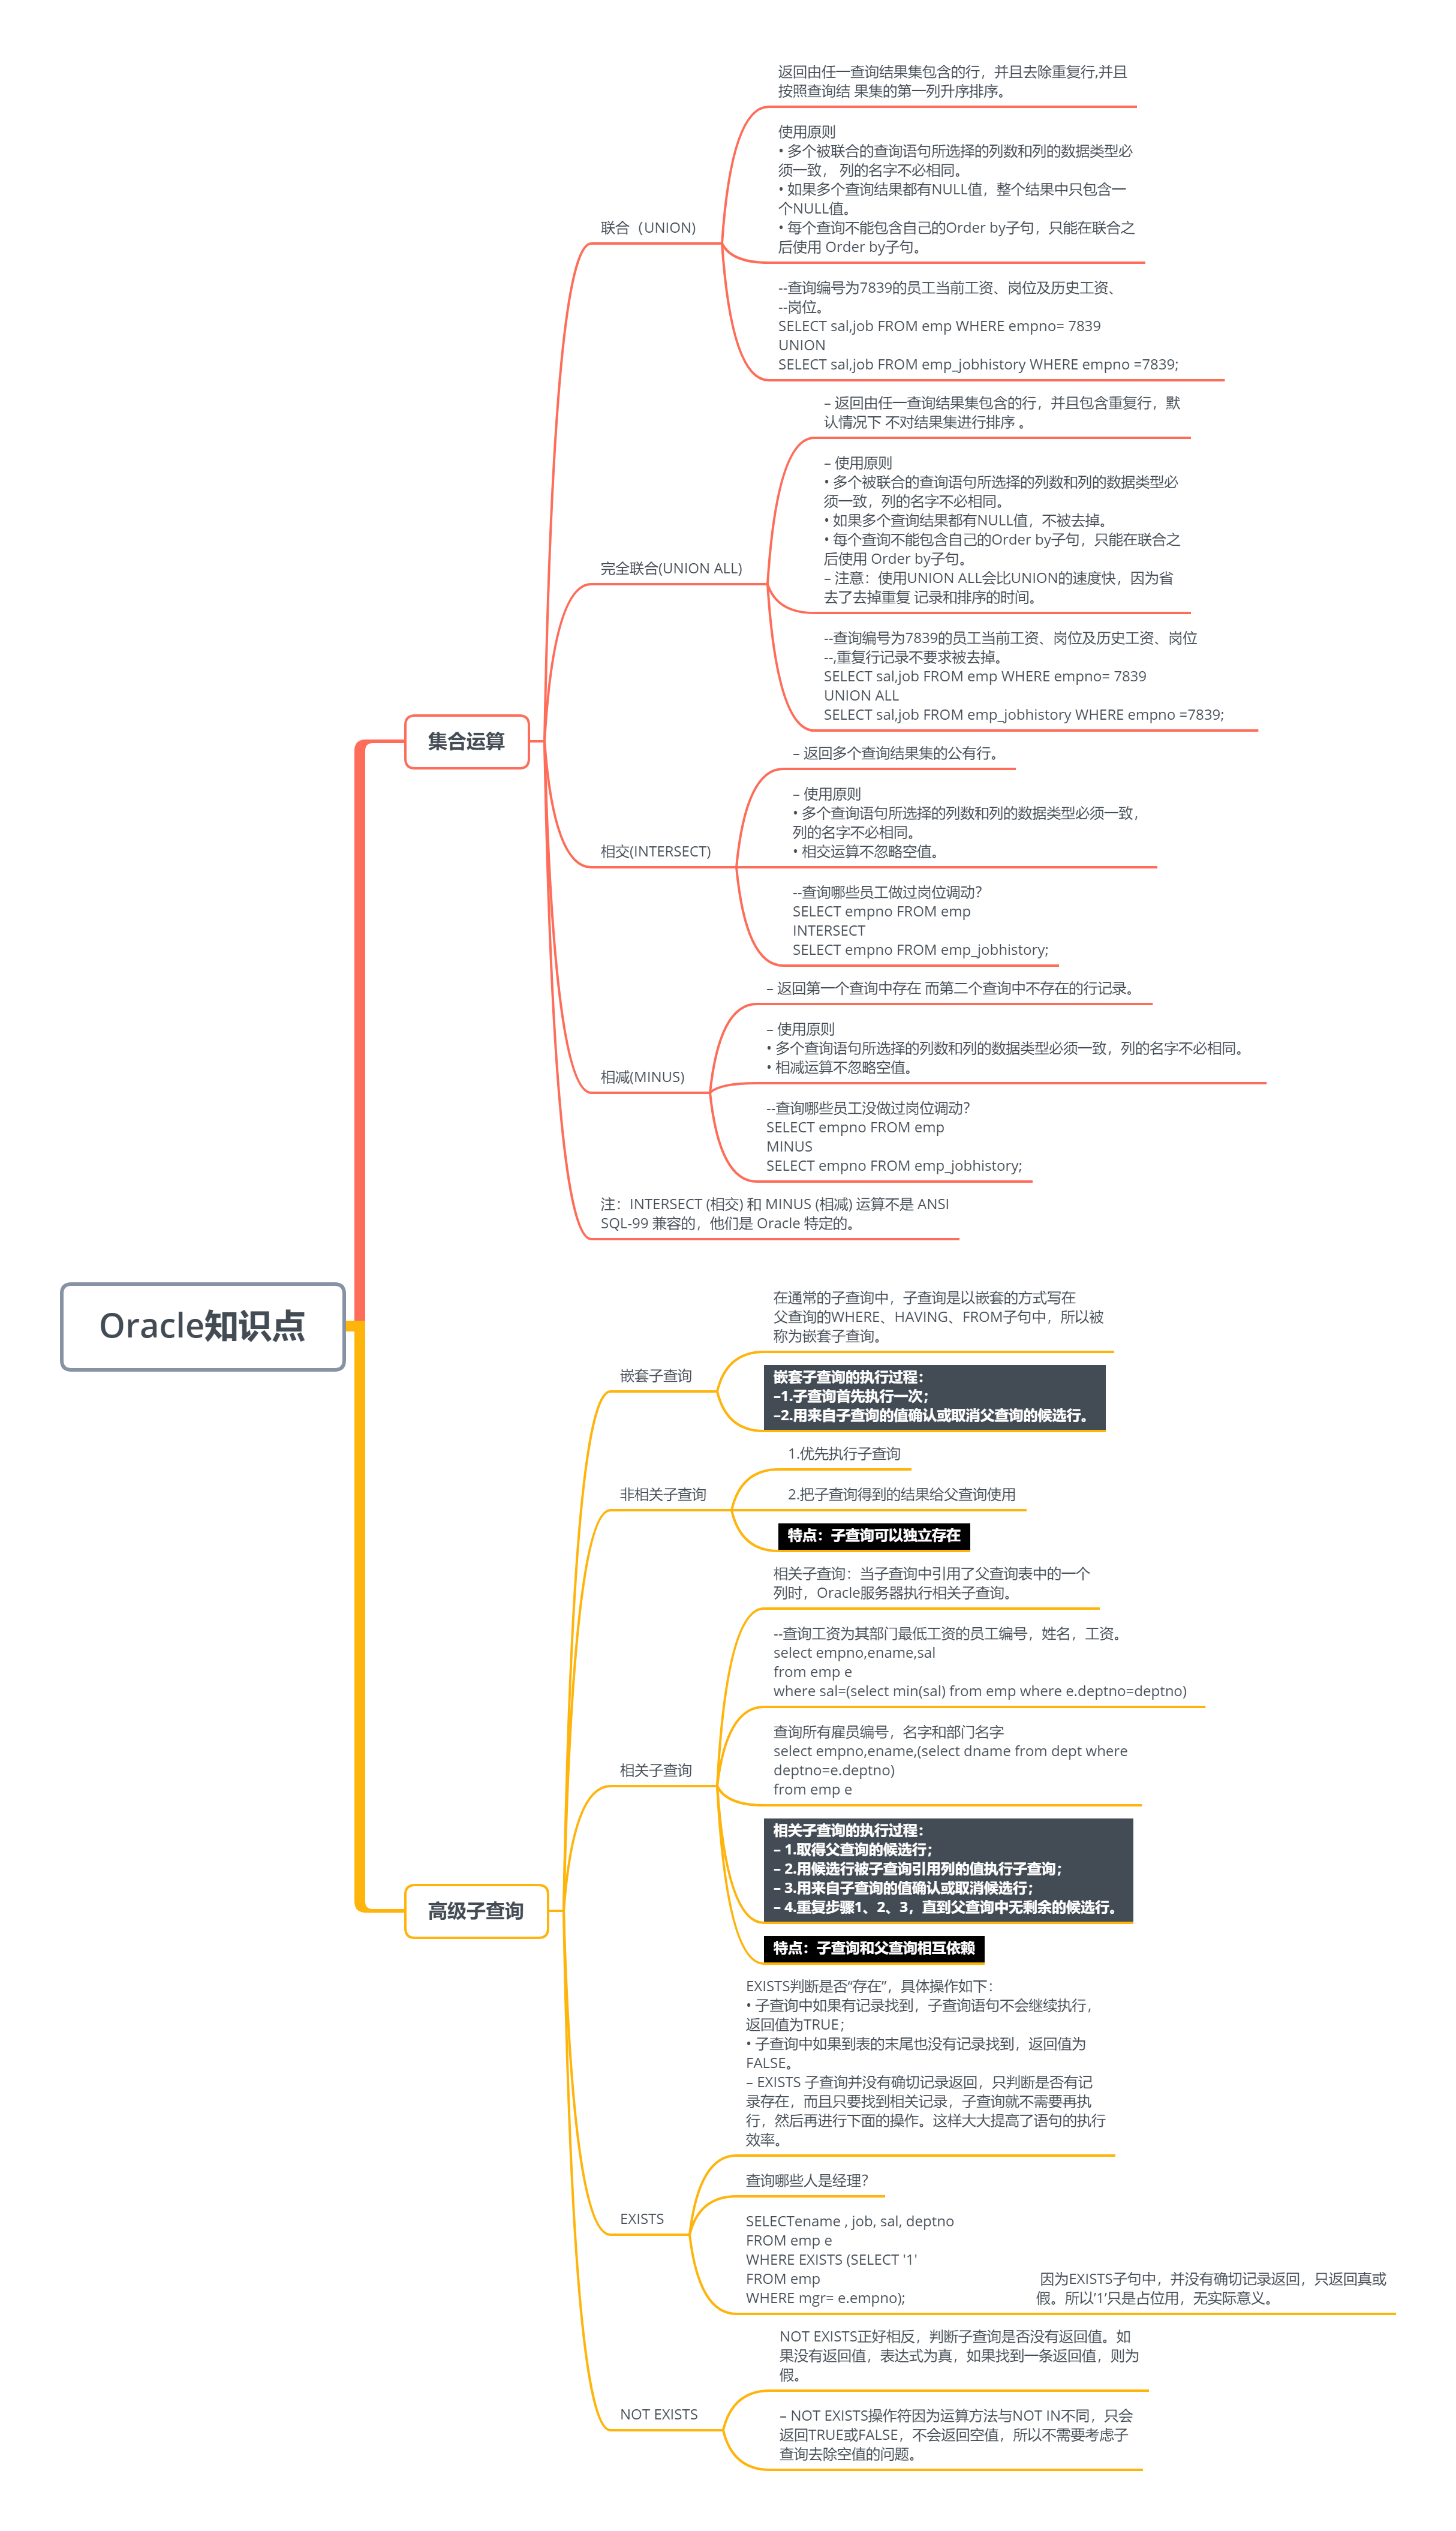 Oracle知识点
集合运算
联合（UNION)
返回由任一查询结果集包含的行，并且去除重复行,并且
按照查询结 果集的第一列升序排序。
使用原则
• 多个被联合的查询语句所选择的列数和列的数据类型必
须一致， 列的名字不必相同。
• 如果多个查询结果都有NULL值，整个结果中只包含一
个NULL值。
• 每个查询不能包含自己的Order by子句，只能在联合之
后使用 Order by子句。
--查询编号为7839的员工当前工资、岗位及历史工资、
--岗位。
SELECT sal,job FROM emp WHERE empno= 7839
UNION
SELECT sal,job FROM emp_jobhistory WHERE empno =7839;
完全联合(UNION ALL)
– 返回由任一查询结果集包含的行，并且包含重复行，默
认情况下 不对结果集进行排序 。
– 使用原则
• 多个被联合的查询语句所选择的列数和列的数据类型必
须一致，列的名字不必相同。
• 如果多个查询结果都有NULL值，不被去掉。
• 每个查询不能包含自己的Order by子句，只能在联合之
后使用 Order by子句。
– 注意：使用UNION ALL会比UNION的速度快，因为省
去了去掉重复 记录和排序的时间。
--查询编号为7839的员工当前工资、岗位及历史工资、岗位
--,重复行记录不要求被去掉。
SELECT sal,job FROM emp WHERE empno= 7839
UNION ALL
SELECT sal,job FROM emp_jobhistory WHERE empno =7839;
相交(INTERSECT)
– 返回多个查询结果集的公有行。
– 使用原则
• 多个查询语句所选择的列数和列的数据类型必须一致，
列的名字不必相同。
• 相交运算不忽略空值。
--查询哪些员工做过岗位调动？
SELECT empno FROM emp
INTERSECT
SELECT empno FROM emp_jobhistory;
相减(MINUS)
– 返回第一个查询中存在 而第二个查询中不存在的行记录。
– 使用原则
• 多个查询语句所选择的列数和列的数据类型必须一致，列的名字不必相同。
• 相减运算不忽略空值。
--查询哪些员工没做过岗位调动？
SELECT empno FROM emp
MINUS
SELECT empno FROM emp_jobhistory;
注：INTERSECT (相交) 和 MINUS (相减) 运算不是 ANSI
SQL-99 兼容的，他们是 Oracle 特定的。
高级子查询
嵌套子查询
在通常的子查询中，子查询是以嵌套的方式写在
父查询的WHERE、HAVING、FROM子句中，所以被
称为嵌套子查询。
嵌套子查询的执行过程：
–1.子查询首先执行一次；
–2.用来自子查询的值确认或取消父查询的候选行。
非相关子查询
1.优先执行子查询
2.把子查询得到的结果给父查询使用
特点：子查询可以独立存在
相关子查询
相关子查询：当子查询中引用了父查询表中的一个
列时，Oracle服务器执行相关子查询。
--查询工资为其部门最低工资的员工编号，姓名，工资。
select empno,ename,sal
from emp e
where sal=(select min(sal) from emp where e.deptno=deptno)
查询所有雇员编号，名字和部门名字
select empno,ename,(select dname from dept where
deptno=e.deptno)
from emp e
相关子查询的执行过程：
– 1.取得父查询的候选行；
– 2.用候选行被子查询引用列的值执行子查询；
– 3.用来自子查询的值确认或取消候选行；
– 4.重复步骤1、2、3，直到父查询中无剩余的候选行。
特点：子查询和父查询相互依赖
EXISTS
EXISTS判断是否“存在”，具体操作如下：
• 子查询中如果有记录找到，子查询语句不会继续执行，
返回值为TRUE；
• 子查询中如果到表的末尾也没有记录找到，返回值为
FALSE。
– EXISTS 子查询并没有确切记录返回，只判断是否有记
录存在，而且只要找到相关记录，子查询就不需要再执
行，然后再进行下面的操作。这样大大提高了语句的执行
效率。
查询哪些人是经理？
SELECTename , job, sal, deptno
FROM emp e
WHERE EXISTS (SELECT '1'
FROM emp
WHERE mgr= e.empno);
因为EXISTS子句中，并没有确切记录返回，只返回真或
假。所以‘1’只是占位用，无实际意义。
NOT EXISTS
NOT EXISTS正好相反，判断子查询是否没有返回值。如
果没有返回值，表达式为真，如果找到一条返回值，则为
假。
– NOT EXISTS操作符因为运算方法与NOT IN不同，只会
返回TRUE或FALSE，不会返回空值，所以不需要考虑子
查询去除空值的问题。